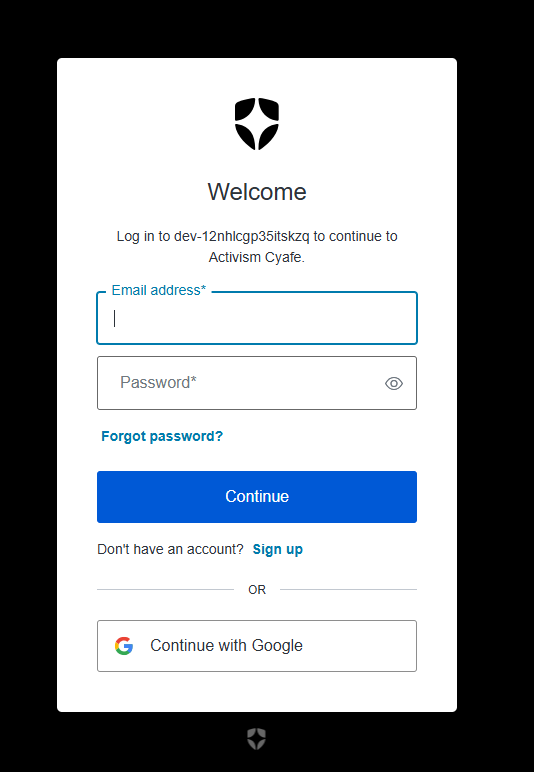 Welcome
Log in to dev-12nhlcgp35itskzq to continue to
Activism Cyafe.
Email address*
Password*
Forgot password?
Continue
Don't have an account? Sign up
OR
Continue with Google